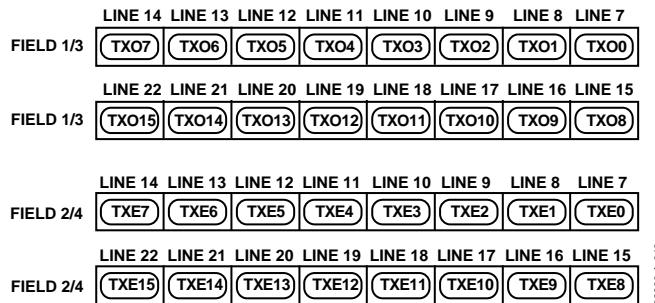 LINE 14 LINE 13 LINE 12 LINE 11 LINE 10 LINE 9 LINE 8 LINE 7
FIELD 1/3 TXO7 TXO6 TXO5 TXO4 TXO3 TXO2 TXO1 TXO0
LINE 22 LINE 21 LINE 20 LINE 19 LINE 18 LINE 17 LINE 16 LINE 15
FIELD 1/3 TXO15 TXO14 TXO13 TXO12 TXO11 TXO10 TXO9 TXO8
LINE 14 LINE 13 LINE 12 LINE 11 LINE 10 LINE 9 LINE 8 LINE 7
FIELD 2/4 TXE7 TXE6 TXE5 TXE4 TXE3 TXE2 TXE1 TXE0
LINE 22 LINE 21 LINE 20 LINE 19 LINE 18 LINE 17 LINE 16 LINE 15
FIELD 2/4 TXE15 TXE14 TXE13 TXE12 TXE11 TXE10 TXE9 TXE8